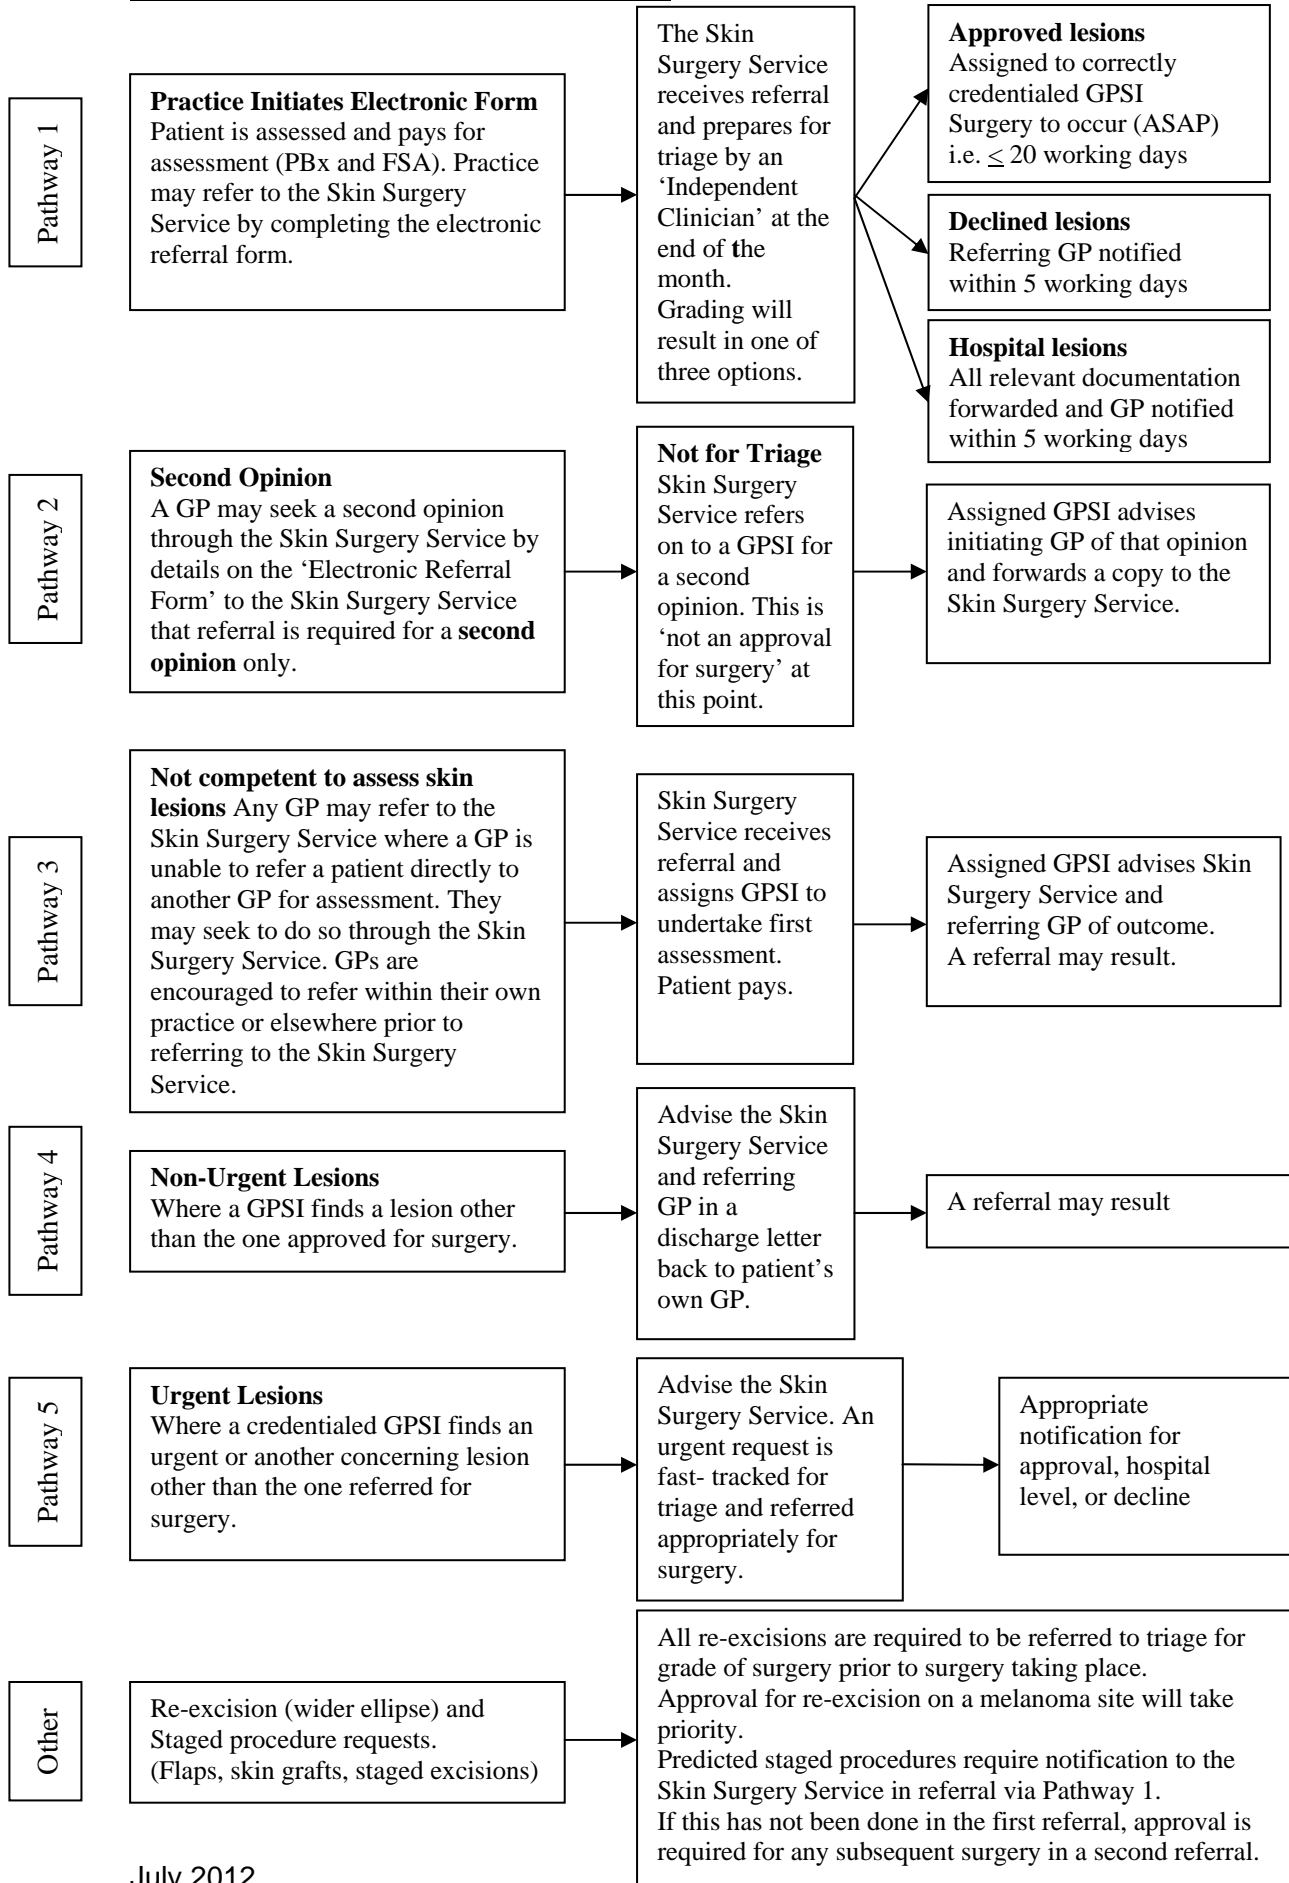 Pathway 1
Practice Initiates Electronic Form
Patient is assessed and pays for
assessment (PBx and FSA). Practice
may refer to the Skin Surgery
Service by completing the electronic
referral form.
The Skin
Surgery Service
receives referral
and prepares for
triage by an
‘Independent
Clinician’ at the
end of the
month.
Grading will
result in one of
three options.
Approved lesions
Assigned to correctly
credentialed GPSI
Surgery to occur (ASAP)
i.e. ≤ 20 working days
Declined lesions
Referring GP notified
within 5 working days
Hospital lesions
All relevant documentation
forwarded and GP notified
within 5 working days
Pathway 2
Second Opinion
A GP may seek a second opinion
through the Skin Surgery Service by
details on the ‘Electronic Referral
Form’ to the Skin Surgery Service
that referral is required for a second
opinion only.
Not for Triage
Skin Surgery
Service refers
on to a GPSI for
a second
opinion. This is
‘not an approval
for surgery’ at
this point.
Assigned GPSI advises
initiating GP of that opinion
and forwards a copy to the
Skin Surgery Service.
Pathway 3
Not competent to assess skin
lesions Any GP may refer to the
Skin Surgery Service where a GP is
unable to refer a patient directly to
another GP for assessment. They
may seek to do so through the Skin
Surgery Service. GPs are
encouraged to refer within their own
practice or elsewhere prior to
referring to the Skin Surgery
Service.
Skin Surgery
Service receives
referral and
assigns GPSI to
undertake first
assessment.
Patient pays.
Assigned GPSI advises Skin
Surgery Service and
referring GP of outcome.
A referral may result.
Pathway 4
Non-Urgent Lesions
Where a GPSI finds a lesion other
than the one approved for surgery.
Advise the Skin
Surgery Service
and referring
GP in a
discharge letter
back to patient’s
own GP.
A referral may result
Pathway 5
Urgent Lesions
Where a credentialed GPSI finds an
urgent or another concerning lesion
other than the one referred for
surgery.
Advise the Skin
Surgery Service. An
urgent request is
fast- tracked for
triage and referred
appropriately for
surgery.
Appropriate
notification for
approval, hospital
level, or decline
Other
Re-excision (wider ellipse) and
Staged procedure requests.
(Flaps, skin grafts, staged excisions)
All re-excisions are required to be referred to triage for
grade of surgery prior to surgery taking place.
Approval for re-excision on a melanoma site will take
priority.
Predicted staged procedures require notification to the
Skin Surgery Service in referral via Pathway 1.
If this has not been done in the first referral, approval is
required for any subsequent surgery in a second referral.
July 2012